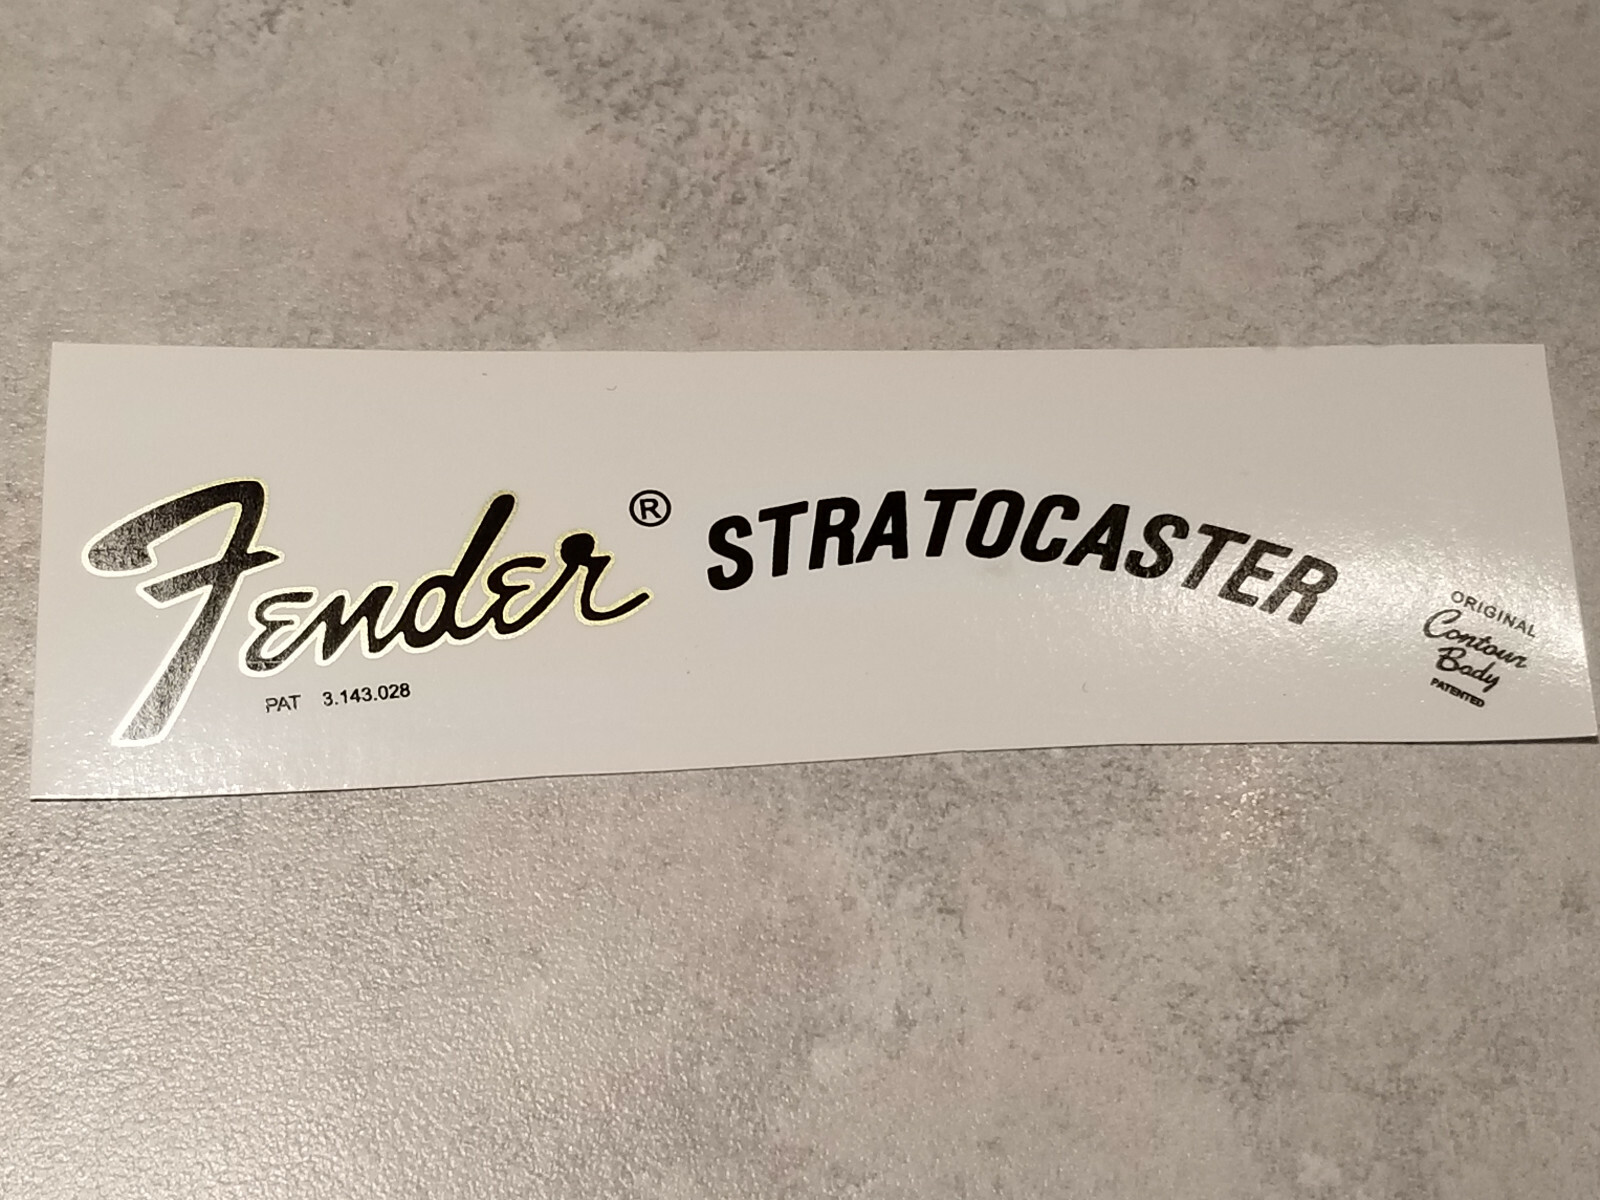 Fender ® STRATOCASTER
PAT 3.143.028
ORIGINAL
Contour
Body
PATENTED